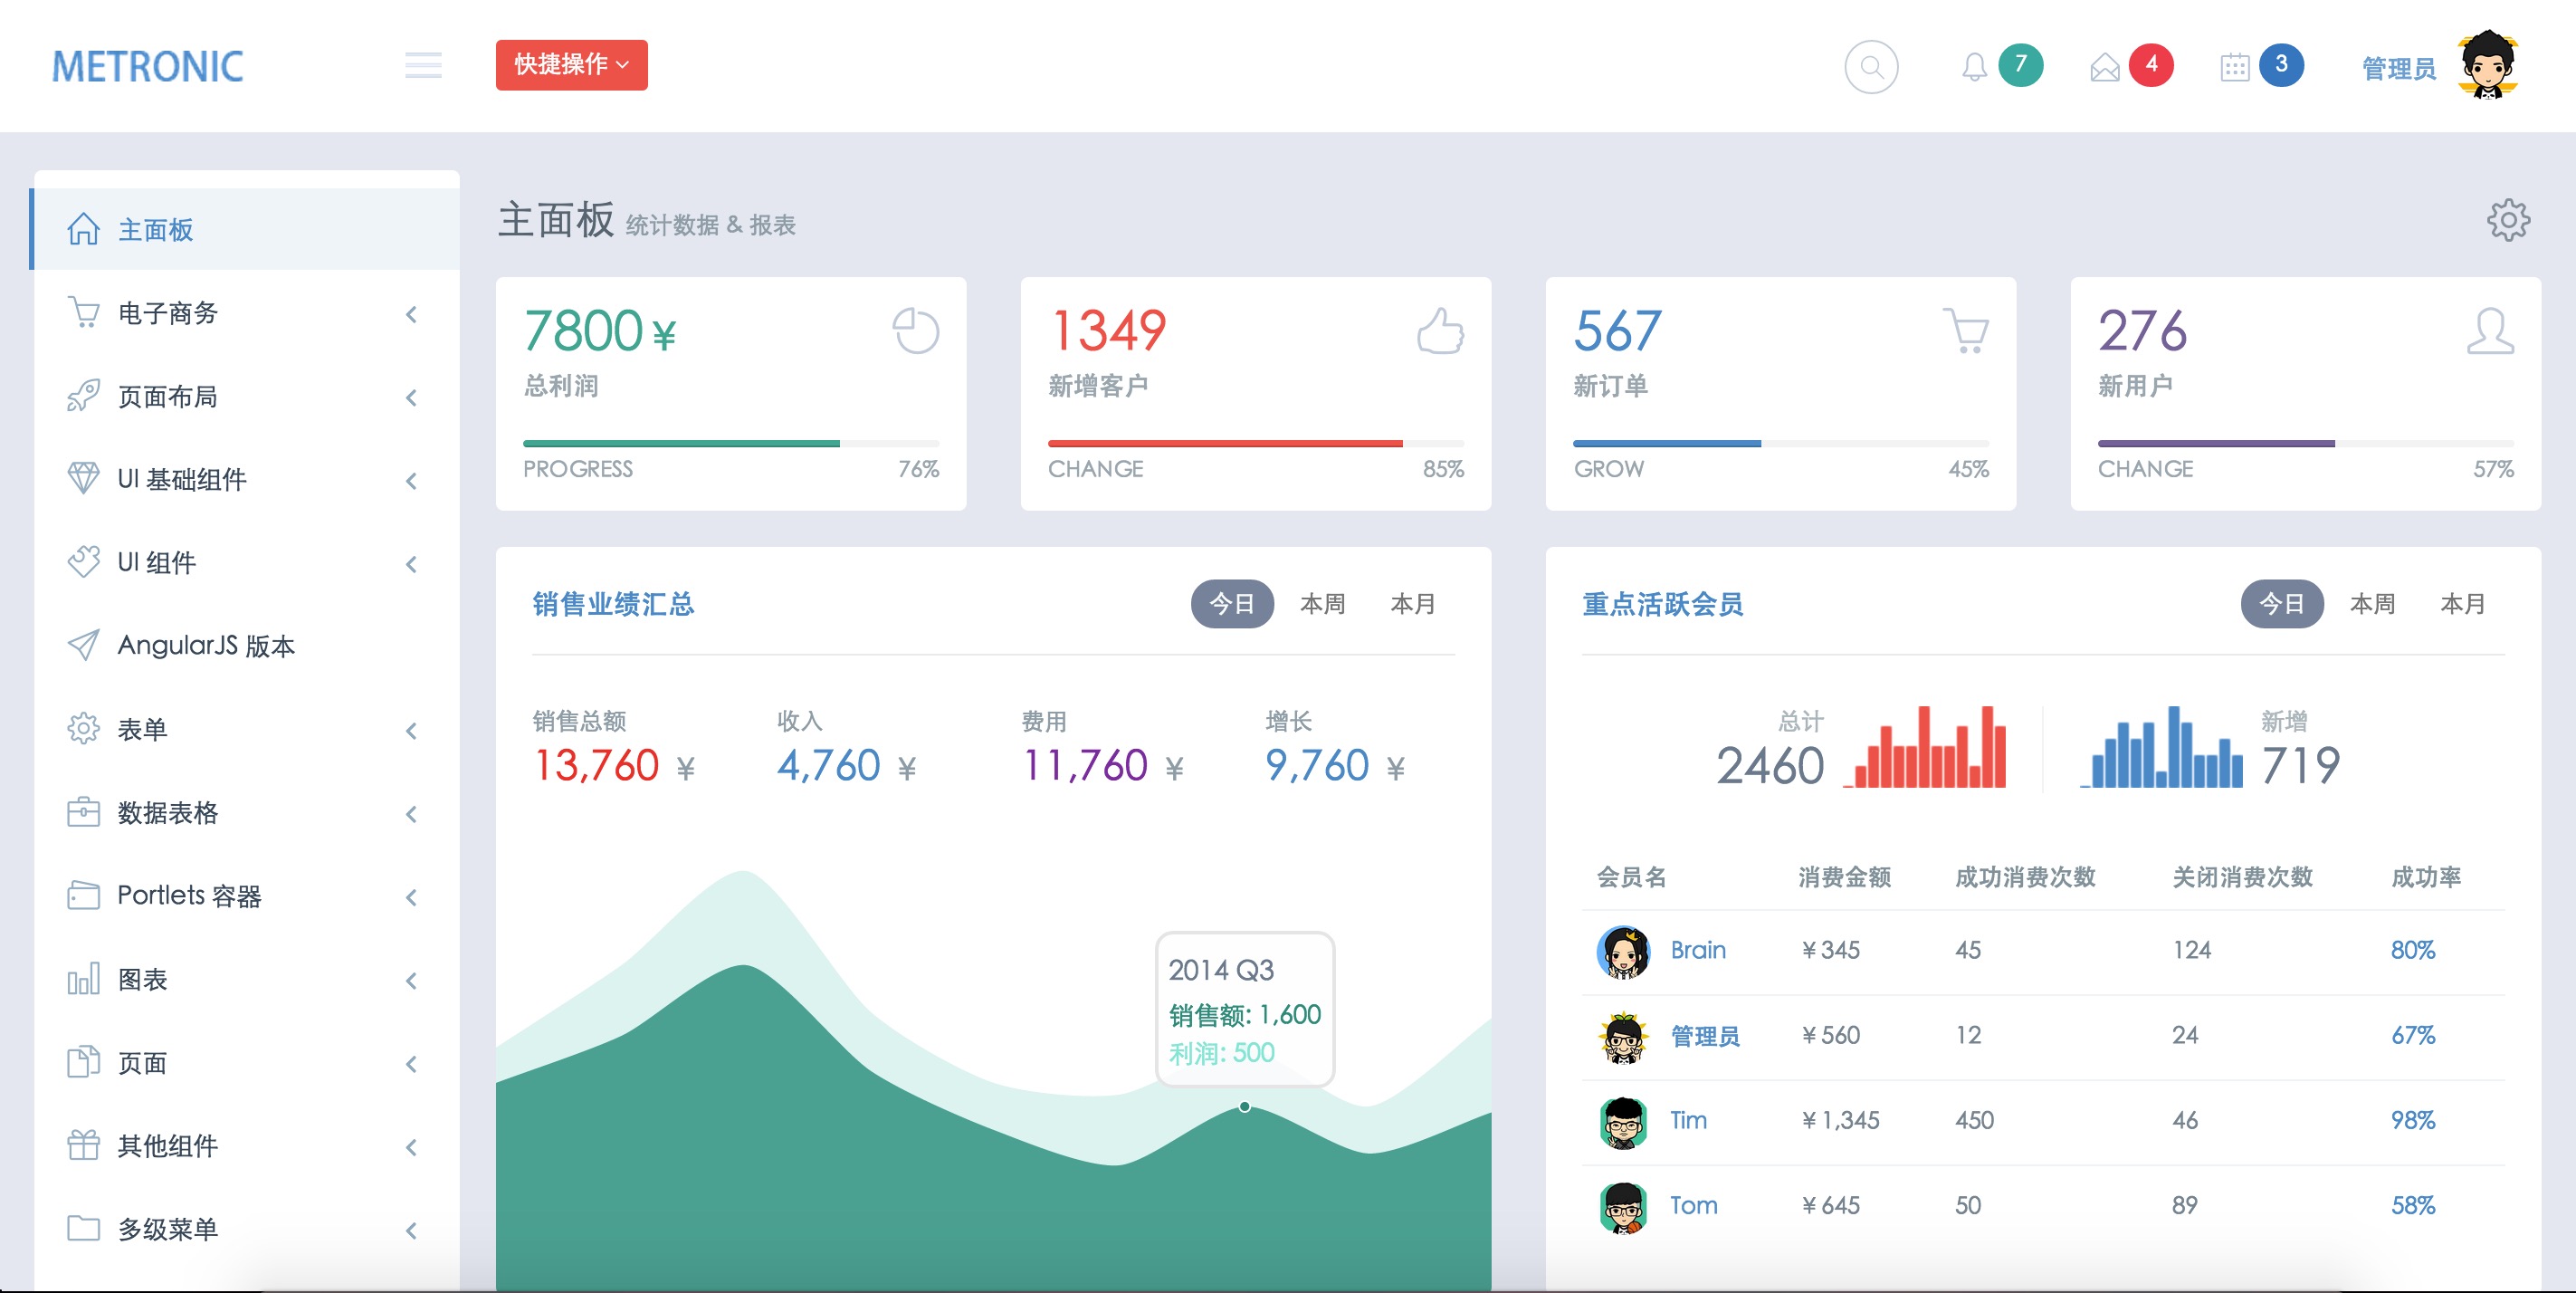 METRONIC
快捷操作
7
4
3
管理员
主面板
电子商务
页面布局
UI 基础组件
UI 组件
AngularJS 版本
表单
数据表格
Portlets 容器
图表
页面
其他组件
多级菜单
主面板 统计数据 & 报表
7800 ¥
总利润
PROGRESS 76%
1349
新增客户
CHANGE 85%
567
新订单
GROW 45%
276
新用户
CHANGE 57%
销售业绩汇总 今日 本周 本月
销售总额 收入 费用 增长
13,760 ¥ 4,760 ¥ 11,760 ¥ 9,760 ¥
2014 Q3
销售额: 1,600
利润: 500
重点活跃会员 今日 本周 本月
总计 新增
2460 719
会员名 消费金额 成功消费次数 关闭消费次数 成功率
Brain ¥ 345 45 124 80%
管理员 ¥ 560 12 24 67%
Tim ¥ 1,345 450 46 98%
Tom ¥ 645 50 89 58%